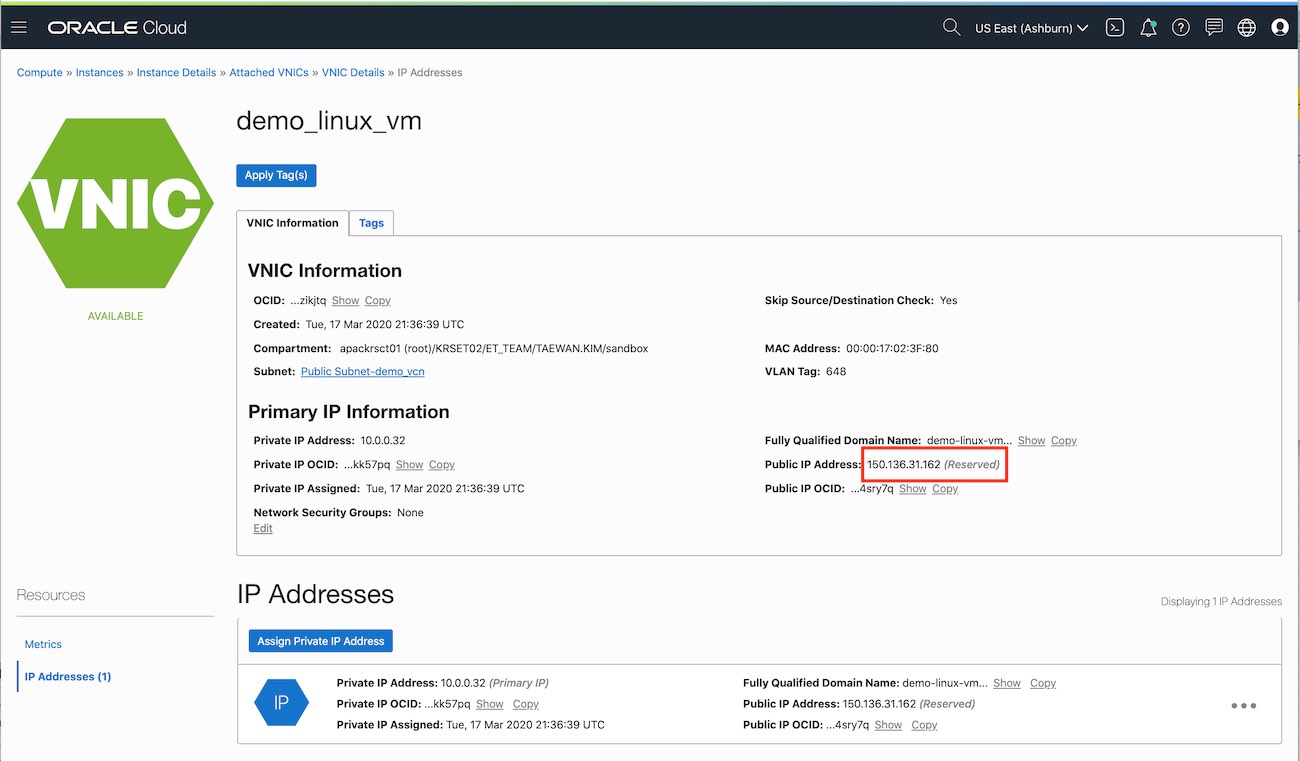 ORACLE Cloud US East (Ashburn)
Compute » Instances » Instance Details » Attached VNICs » VNIC Details » IP Addresses
VNIC
AVAILABLE
demo_linux_vm
Apply Tag(s)
VNIC Information Tags
VNIC Information
OCID: ...zikjtq Show Copy
Skip Source/Destination Check: Yes
Created: Tue, 17 Mar 2020 21:36:39 UTC
Compartment: apackrsct01 (root)/KRSET02/ET_TEAM/TAEWAN.KIM/sandbox
MAC Address: 00:00:17:02:3F:80
Subnet: Public Subnet-demo_vcn
VLAN Tag: 648
Primary IP Information
Private IP Address: 10.0.0.32
Fully Qualified Domain Name: demo-linux-vm... Show Copy
Private IP OCID: ...kk57pq Show Copy
Public IP Address: 150.136.31.162 (Reserved)
Private IP Assigned: Tue, 17 Mar 2020 21:36:39 UTC
Public IP OCID: ...4sry7q Show Copy
Network Security Groups: None
Edit
Resources
Metrics
IP Addresses (1)
IP Addresses
Displaying 1 IP Addresses
Assign Private IP Address
IP
Private IP Address: 10.0.0.32 (Primary IP)
Fully Qualified Domain Name: demo-linux-vm... Show Copy
Private IP OCID: ...kk57pq Show Copy
Public IP Address: 150.136.31.162 (Reserved)
Private IP Assigned: Tue, 17 Mar 2020 21:36:39 UTC
Public IP OCID: ...4sry7q Show Copy